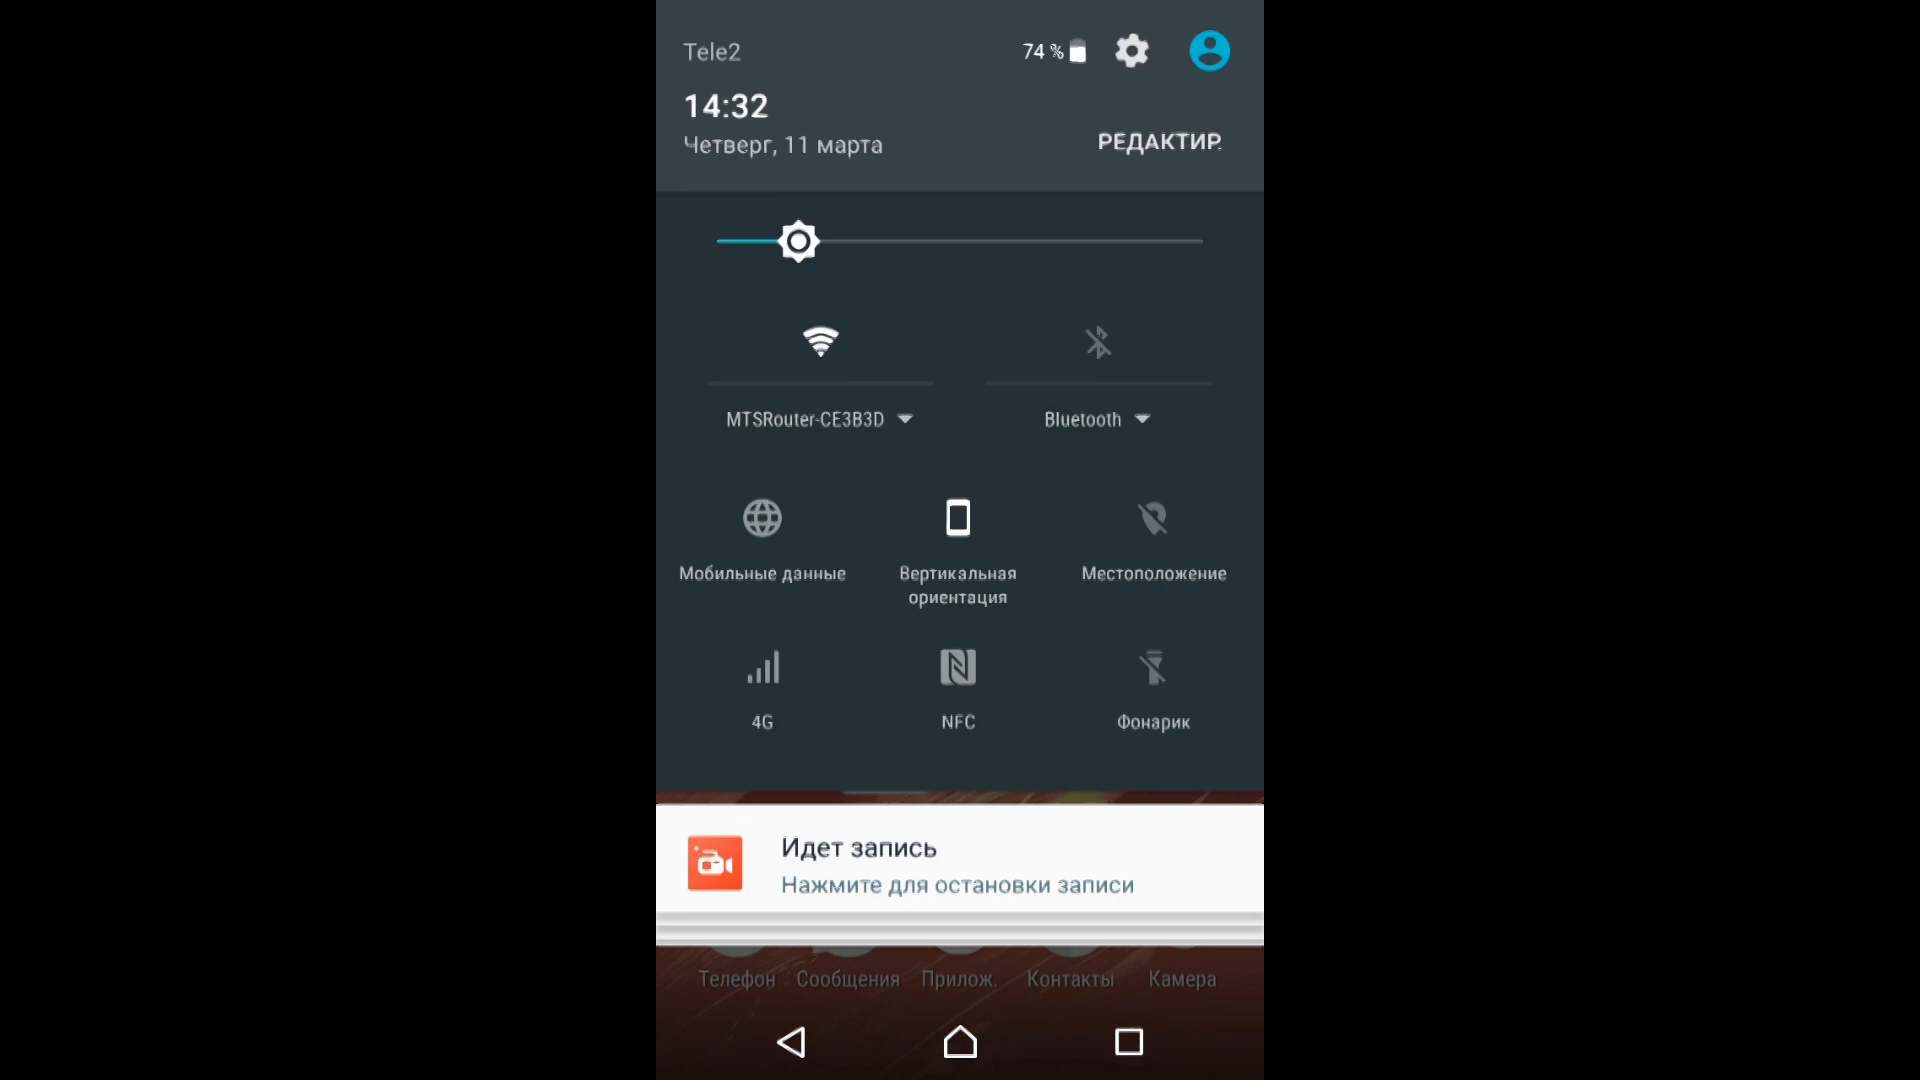 Tele2
74 %
14:32
Четверг, 11 марта
РЕДАКТИР.
MTSRouter-CE3B3D
Bluetooth
Мобильные данные
Вертикальная
ориентация
Местоположение
4G
NFC
Фонарик
Идет запись
Нажмите для остановки записи
Телефон
Сообщения
Прилож.
Контакты
Камера